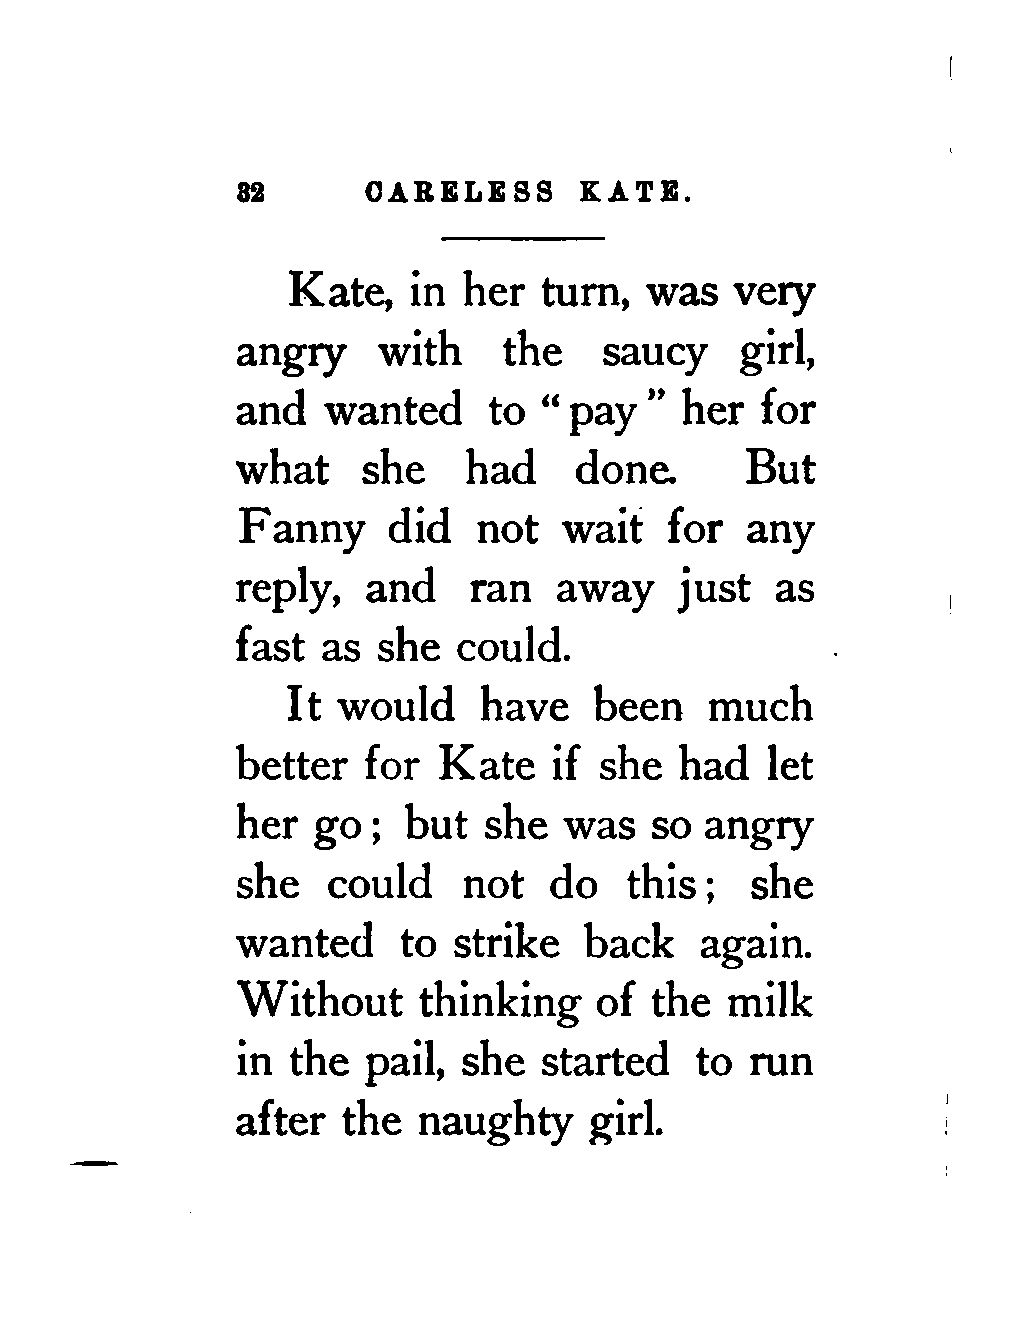 32 CARELESS KATE.
Kate, in her turn, was very
angry with the saucy girl,
and wanted to “pay” her for
what she had done. But
Fanny did not wait for any
reply, and ran away just as
fast as she could.
It would have been much
better for Kate if she had let
her go; but she was so angry
she could not do this; she
wanted to strike back again.
Without thinking of the milk
in the pail, she started to run
after the naughty girl.